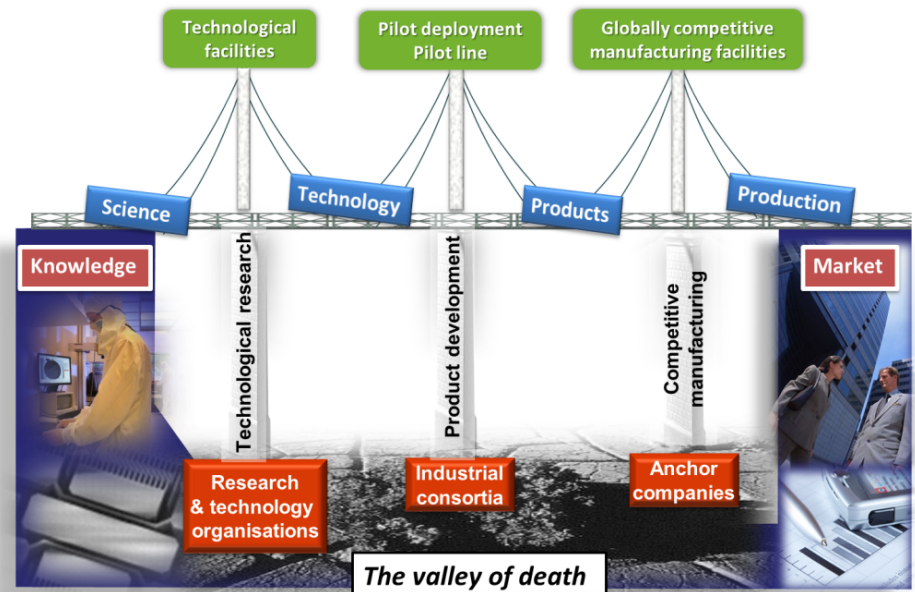 Technological
facilities
Pilot deployment
Pilot line
Globally competitive
manufacturing facilities
Science
Technology
Products
Production
Knowledge
Market
Technological research
Product development
Competitive
manufacturing
Research
& technology
organisations
Industrial
consortia
Anchor
companies
The valley of death